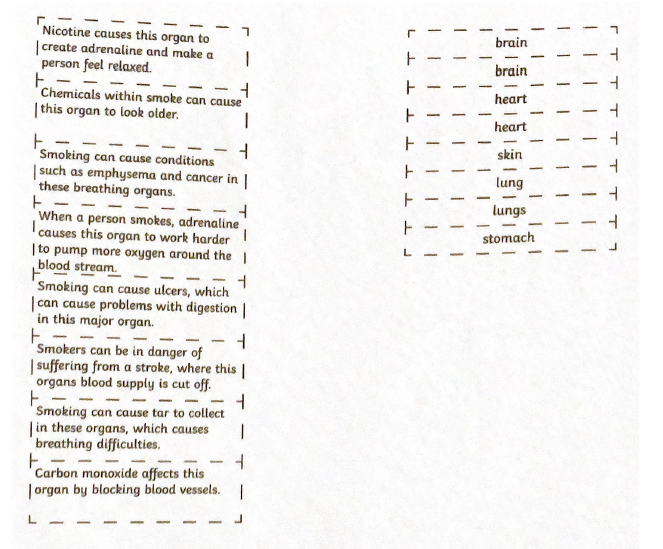 Nicotine causes this organ to
create adrenaline and make a
person feel relaxed.
Chemicals within smoke can cause
this organ to look older.
Smoking can cause conditions
such as emphysema and cancer in
these breathing organs.
When a person smokes, adrenaline
causes this organ to work harder
to pump more oxygen around the
blood stream.
Smoking can cause ulcers, which
can cause problems with digestion
in this major organ.
Smokers can be in danger of
suffering from a stroke, where this
organs blood supply is cut off.
Smoking can cause tar to collect
in these organs, which causes
breathing difficulties.
Carbon monoxide affects this
organ by blocking blood vessels.
brain
brain
heart
heart
skin
lung
lungs
stomach